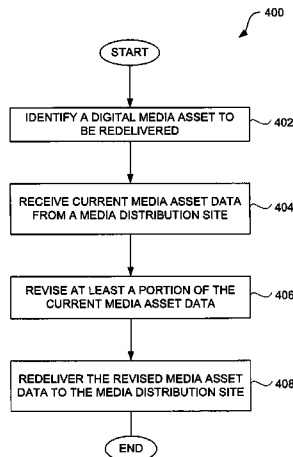 400
START
IDENTIFY A DIGITAL MEDIA ASSET TO
BE REDELIVERED
402
RECEIVE CURRENT MEDIA ASSET DATA
FROM A MEDIA DISTRIBUTION SITE
404
REVISE AT LEAST A PORTION OF THE
CURRENT MEDIA ASSET DATA
406
REDELIVER THE REVISED MEDIA ASSET
DATA TO THE MEDIA DISTRIBUTION SITE
408
END